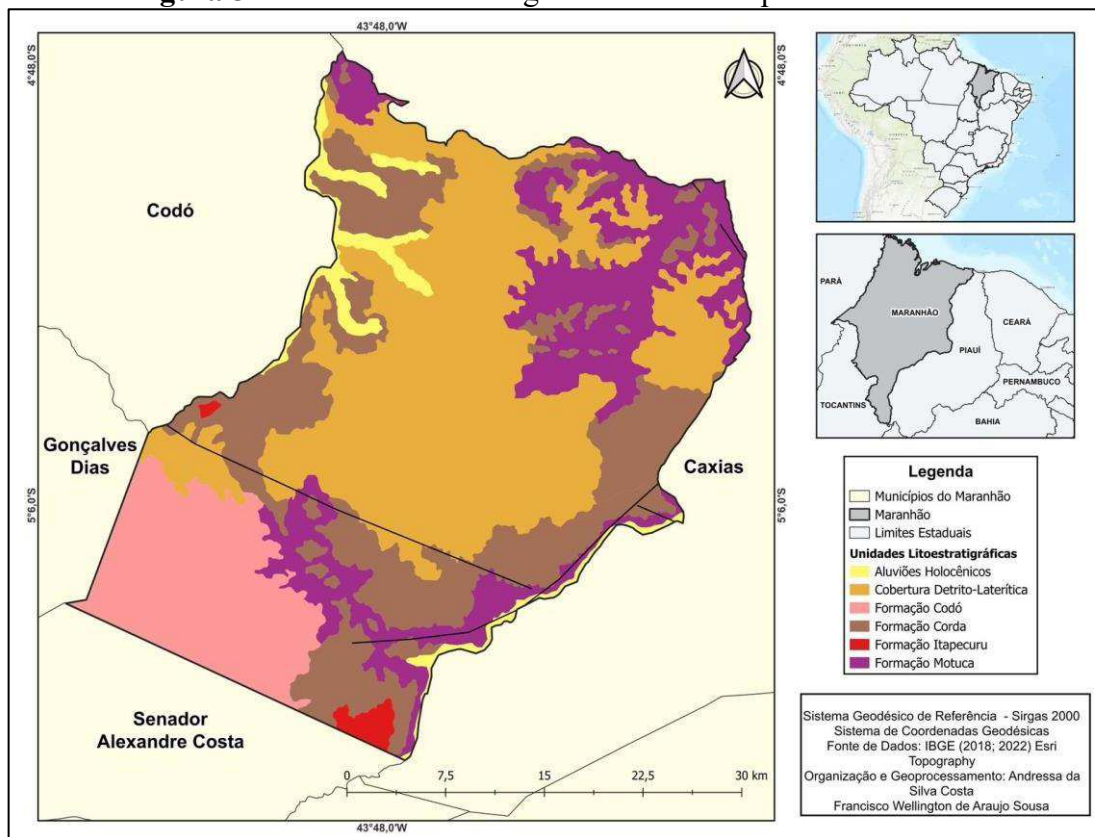 43°48,0'W
4°48,0'S
4°48,0'S
Codó
Gonçalves
Dias
5°6,0'S
5°6,0'S
Caxias
Senador
Alexandre Costa
0 7,5 15 22,5 30 km
43°48,0'W
PARÁ
MARANHÃO
CEARÁ
PIAUÍ
PERNAMBUCO
TOCANTINS
BAHIA
Legenda
Municípios do Maranhão
Maranhão
Limites Estaduais
Unidades Litoestratigráficas
Aluviões Holocênicos
Cobertura Detrito-Laterítica
Formação Codó
Formação Corda
Formação Itapecuru
Formação Motuca
Sistema Geodésico de Referência - Sirgas 2000
Sistema de Coordenadas Geodésicas
Fonte de Dados: IBGE (2018; 2022) Esri
Topography
Organização e Geoprocessamento: Andressa da
Silva Costa
Francisco Wellington de Araujo Sousa